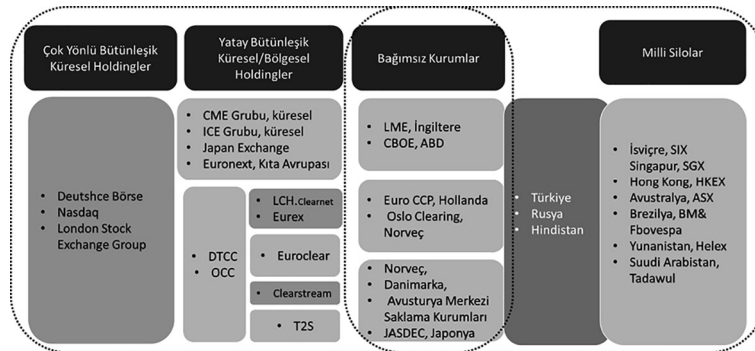 Çok Yönlü Bütünleşik
Küresel Holdingler
Yatay Bütünleşik
Küresel/Bölgesel
Holdingler
Bağımsız Kurumlar
Milli Silolar
• Deutshce Börse
• Nasdaq
• London Stock
Exchange Group
• CME Grubu, küresel
• ICE Grubu, küresel
• Japan Exchange
• Euronext, Kıta Avrupası
• DTCC
• OCC
• LCH.Clearnet
• Eurex
• Euroclear
• Clearstream
• T2S
• LME, İngiltere
• CBOE, ABD
• Euro CCP, Hollanda
• Oslo Clearing,
Norveç
• Norveç,
• Danimarka,
• Avusturya Merkezi
Saklama Kurumları
• JASDEC, Japonya
• Türkiye
• Rusya
• Hindistan
• İsviçre, SIX
Singapur, SGX
• Hong Kong, HKEX
• Avustralya, ASX
• Brezilya, BM&
Fbovespa
• Yunanistan, Helex
• Suudi Arabistan,
Tadawul